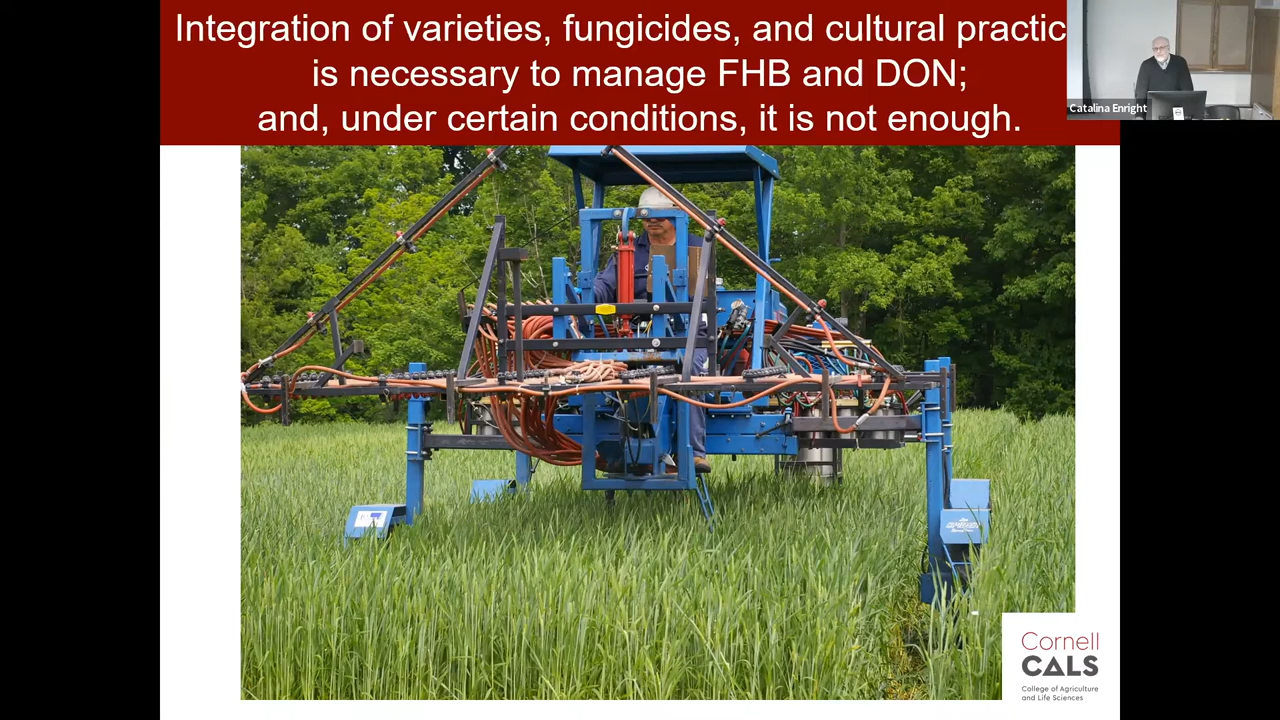 Integration of varieties, fungicides, and cultural practic
is necessary to manage FHB and DON;
and, under certain conditions, it is not enough.
Catalina Enright
Cornell
CALS
College of Agriculture
and Life Sciences